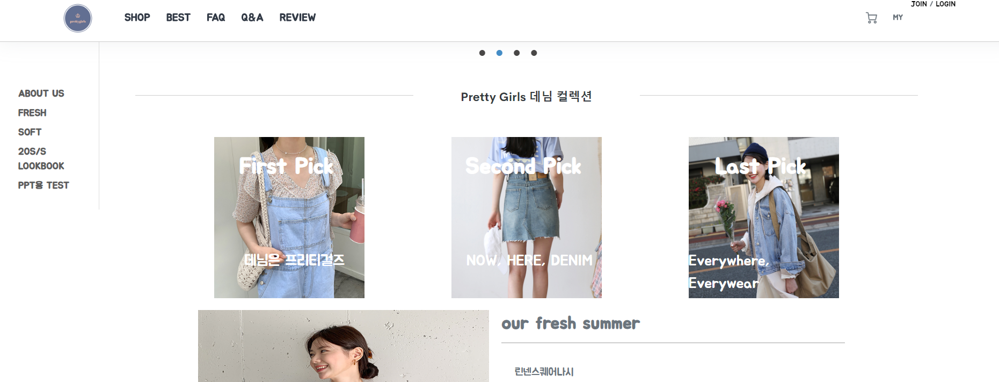 prettygirls
SHOP BEST FAQ Q&A REVIEW
JOIN / LOGIN
MY
ABOUT US
FRESH
SOFT
20S/S
LOOKBOOK
PPT용 TEST
Pretty Girls 데님 컬렉션
First Pick
데님은 프리티걸즈
Second Pick
NOW, HERE, DENIM
Last Pick
Everywhere,
Everywear
our fresh summer
린넨스퀘어나시